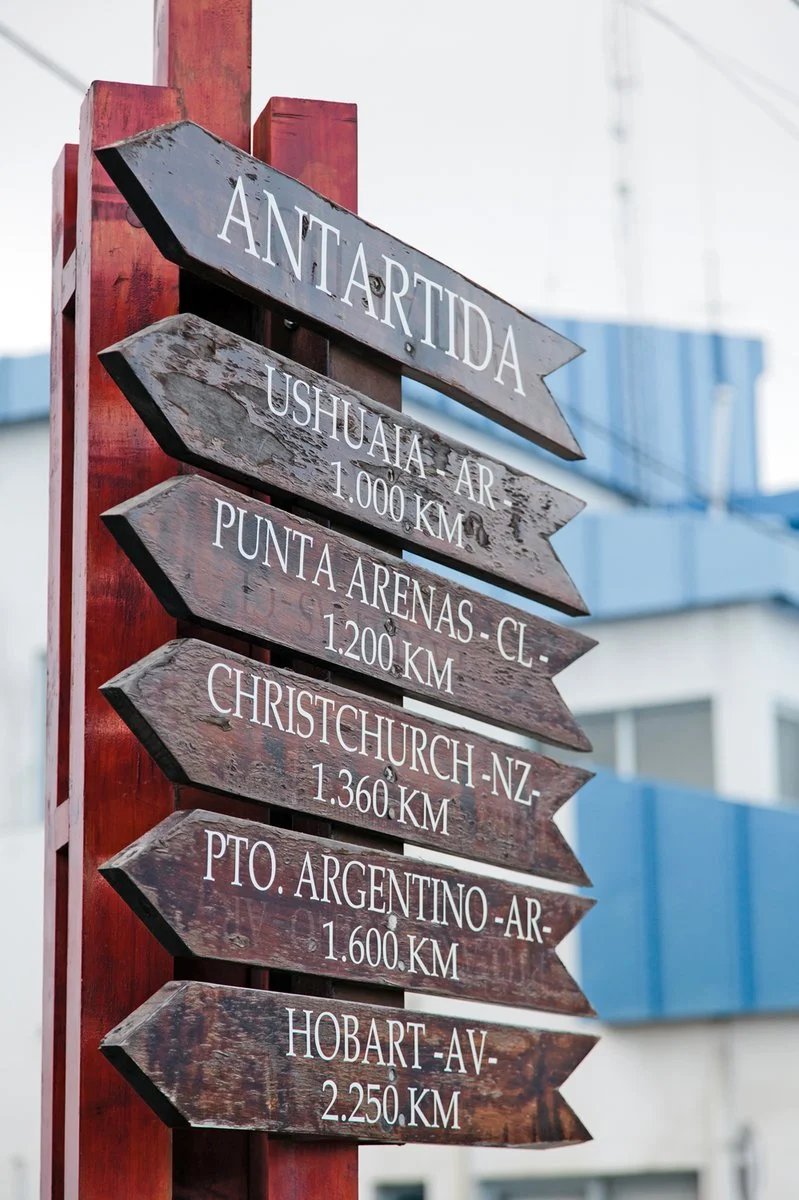 ANTARTIDA
USHUAIA - AR -
1.000 KM
PUNTA ARENAS - CL -
1.200 KM
CHRISTCHURCH -NZ-
1.360 KM
PTO. ARGENTINO -AR-
1.600 KM
HOBART -AV-
2.250 KM